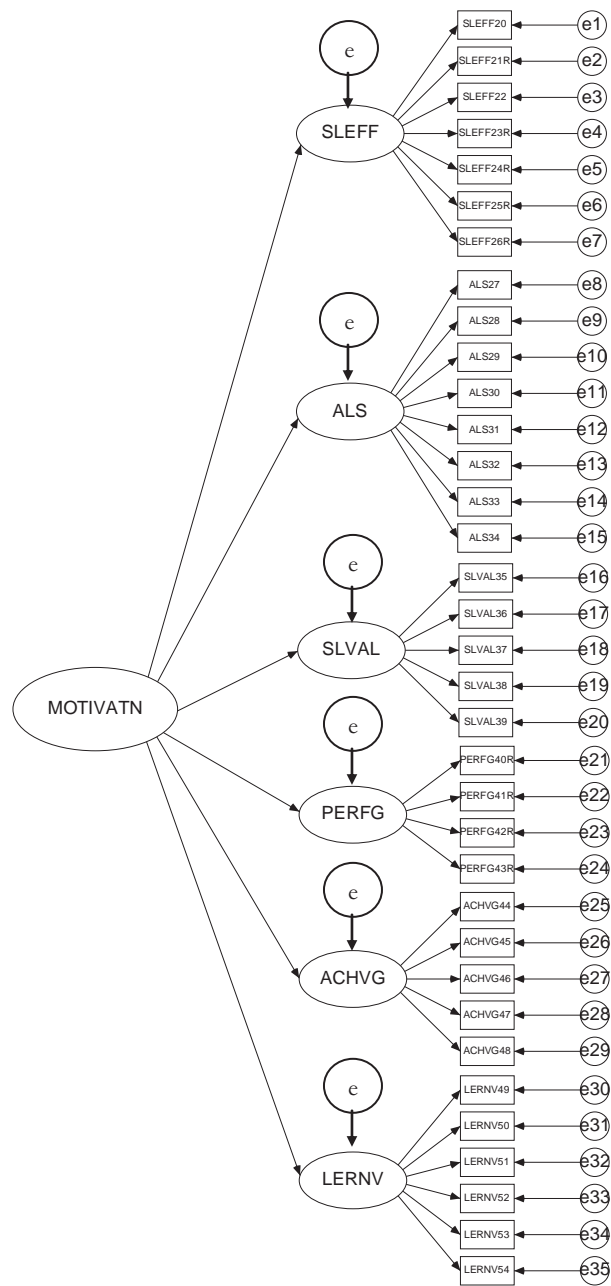 SLEFF20 e1
e SLEFF21R e2
SLEFF22 e3
SLEFF SLEFF23R e4
SLEFF24R e5
SLEFF25R e6
SLEFF26R e7
ALS27 e8
e ALS28 e9
ALS29 e10
ALS30 e11
ALS ALS31 e12
ALS32 e13
ALS33 e14
ALS34 e15
e SLVAL35 e16
SLVAL36 e17
SLVAL SLVAL37 e18
SLVAL38 e19
MOTIVATN
e SLVAL39 e20
PERFG40R e21
PERFG41R e22
PERFG PERFG42R e23
PERFG43R e24
e ACHVG44 e25
ACHVG45 e26
ACHVG ACHVG46 e27
ACHVG47 e28
ACHVG48 e29
e LERNV49 e30
LERNV50 e31
LERNV51 e32
LERNV LERNV52 e33
LERNV53 e34
LERNV54 e35